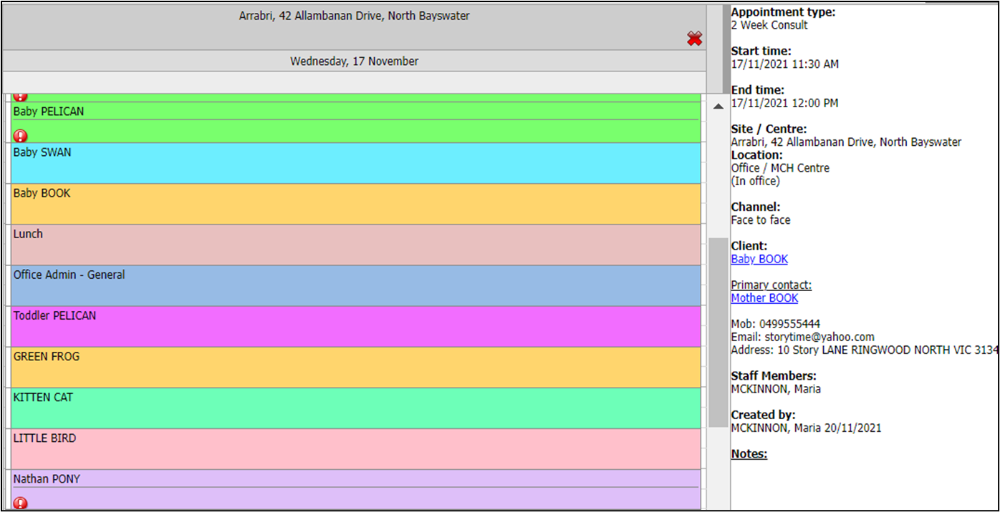 Arrabri, 42 Allambanan Drive, North Bayswater
Wednesday, 17 November
Baby PELICAN
Baby SWAN
Baby BOOK
Lunch
Office Admin - General
Toddler PELICAN
GREEN FROG
KITTEN CAT
LITTLE BIRD
Nathan PONY
Appointment type:
2 Week Consult
Start time:
17/11/2021 11:30 AM
End time:
17/11/2021 12:00 PM
Site / Centre:
Arrabri, 42 Allambanan Drive, North Bayswater
Location:
Office / MCH Centre
(In office)
Channel:
Face to face
Client:
Baby BOOK
Primary contact:
Mother BOOK
Mob: 0499555444
Email: storytime@yahoo.com
Address: 10 Story LANE RINGWOOD NORTH VIC 3134
Staff Members:
MCKINNON, Maria
Created by:
MCKINNON, Maria 20/11/2021
Notes: